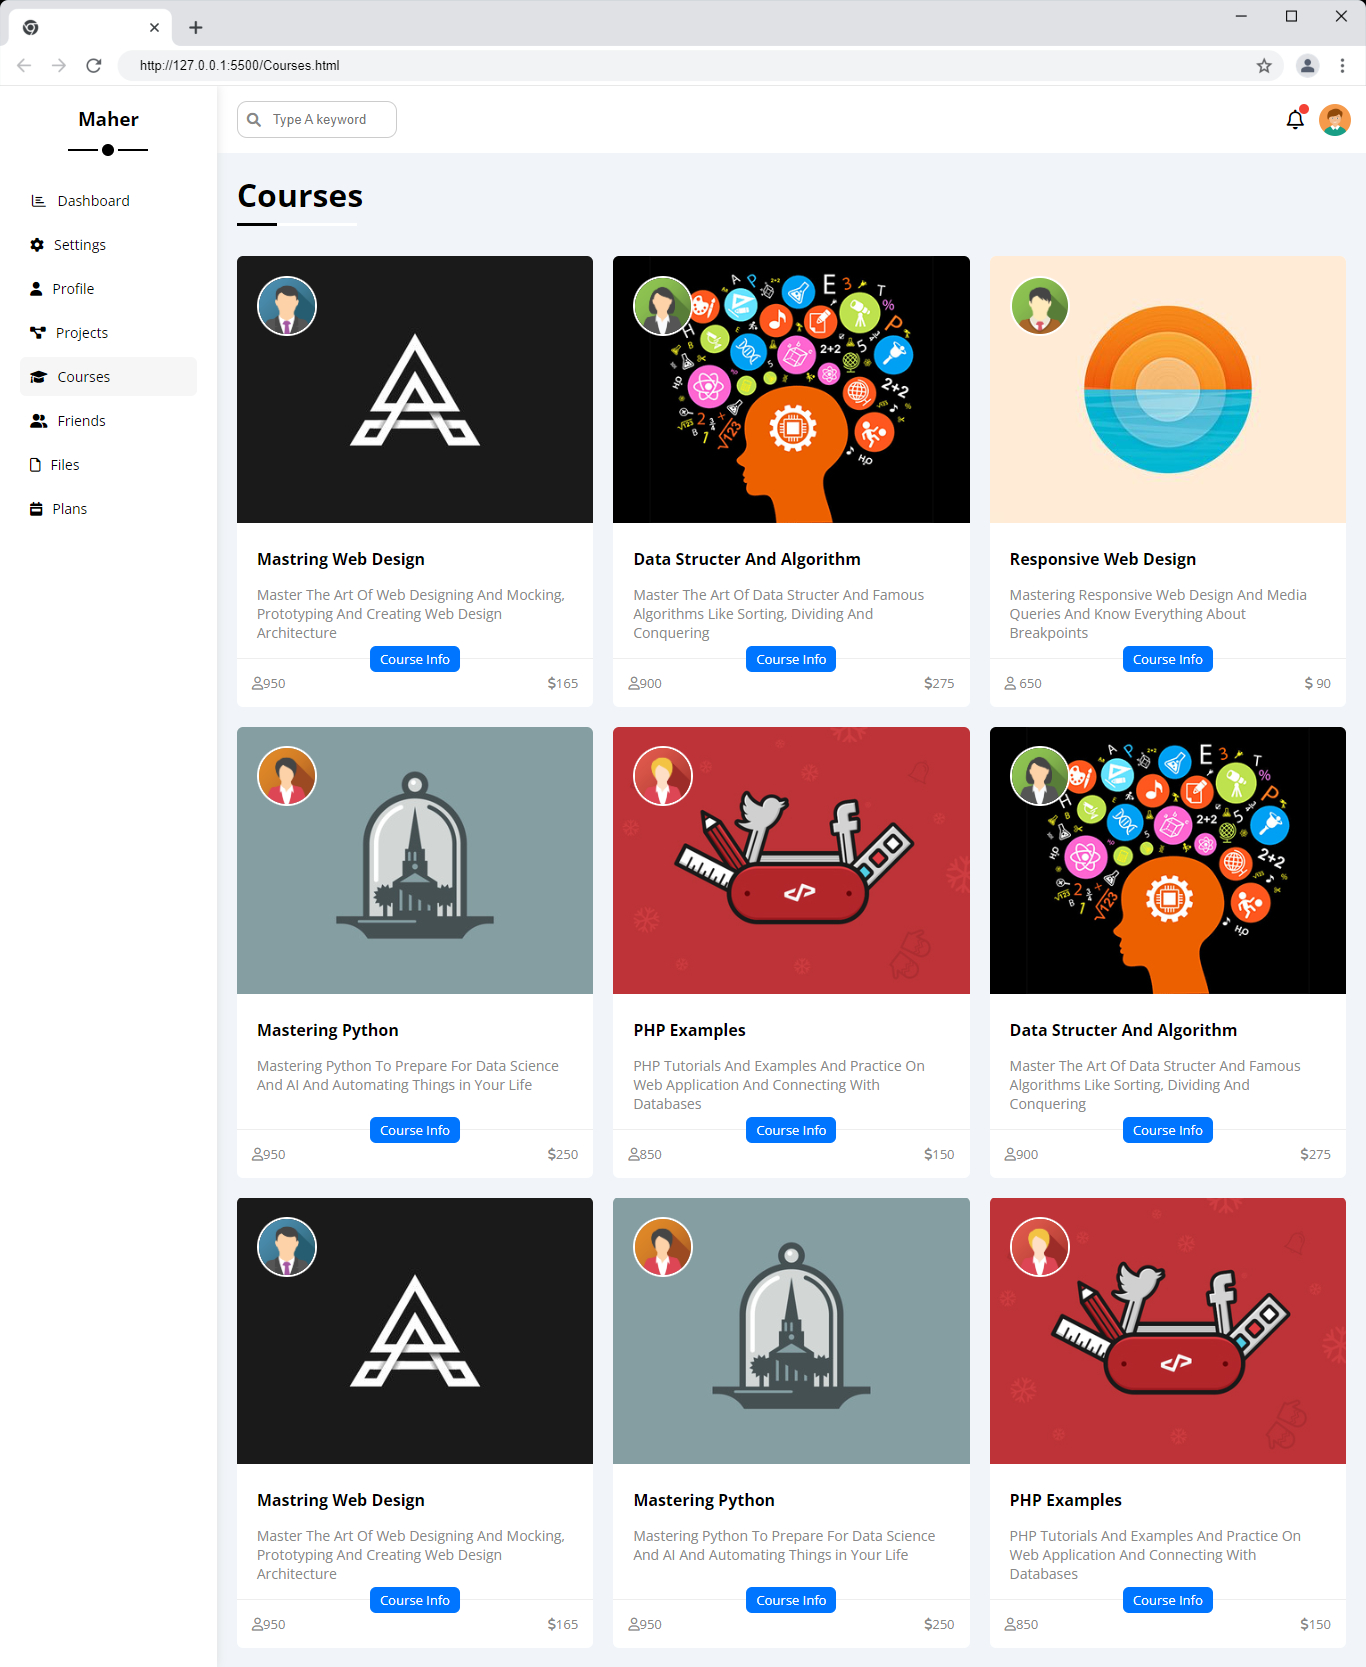 http://127.0.0.1:5500/Courses.html
Maher
Type A keyword
Dashboard
Settings
Profile
Projects
Courses
Friends
Files
Plans
Courses
Mastring Web Design
Master The Art Of Web Designing And Mocking,
Prototyping And Creating Web Design
Architecture
Course Info
950
$165
Data Structer And Algorithm
Master The Art Of Data Structer And Famous
Algorithms Like Sorting, Dividing And
Conquering
Course Info
900
$275
Responsive Web Design
Mastering Responsive Web Design And Media
Queries And Know Everything About
Breakpoints
Course Info
650
$ 90
Mastering Python
Mastering Python To Prepare For Data Science
And AI And Automating Things in Your Life
Course Info
950
$250
PHP Examples
PHP Tutorials And Examples And Practice On
Web Application And Connecting With
Databases
Course Info
850
$150
Data Structer And Algorithm
Master The Art Of Data Structer And Famous
Algorithms Like Sorting, Dividing And
Conquering
Course Info
900
$275
Mastring Web Design
Master The Art Of Web Designing And Mocking,
Prototyping And Creating Web Design
Architecture
Course Info
950
$165
Mastering Python
Mastering Python To Prepare For Data Science
And AI And Automating Things in Your Life
Course Info
950
$250
PHP Examples
PHP Tutorials And Examples And Practice On
Web Application And Connecting With
Databases
Course Info
850
$150